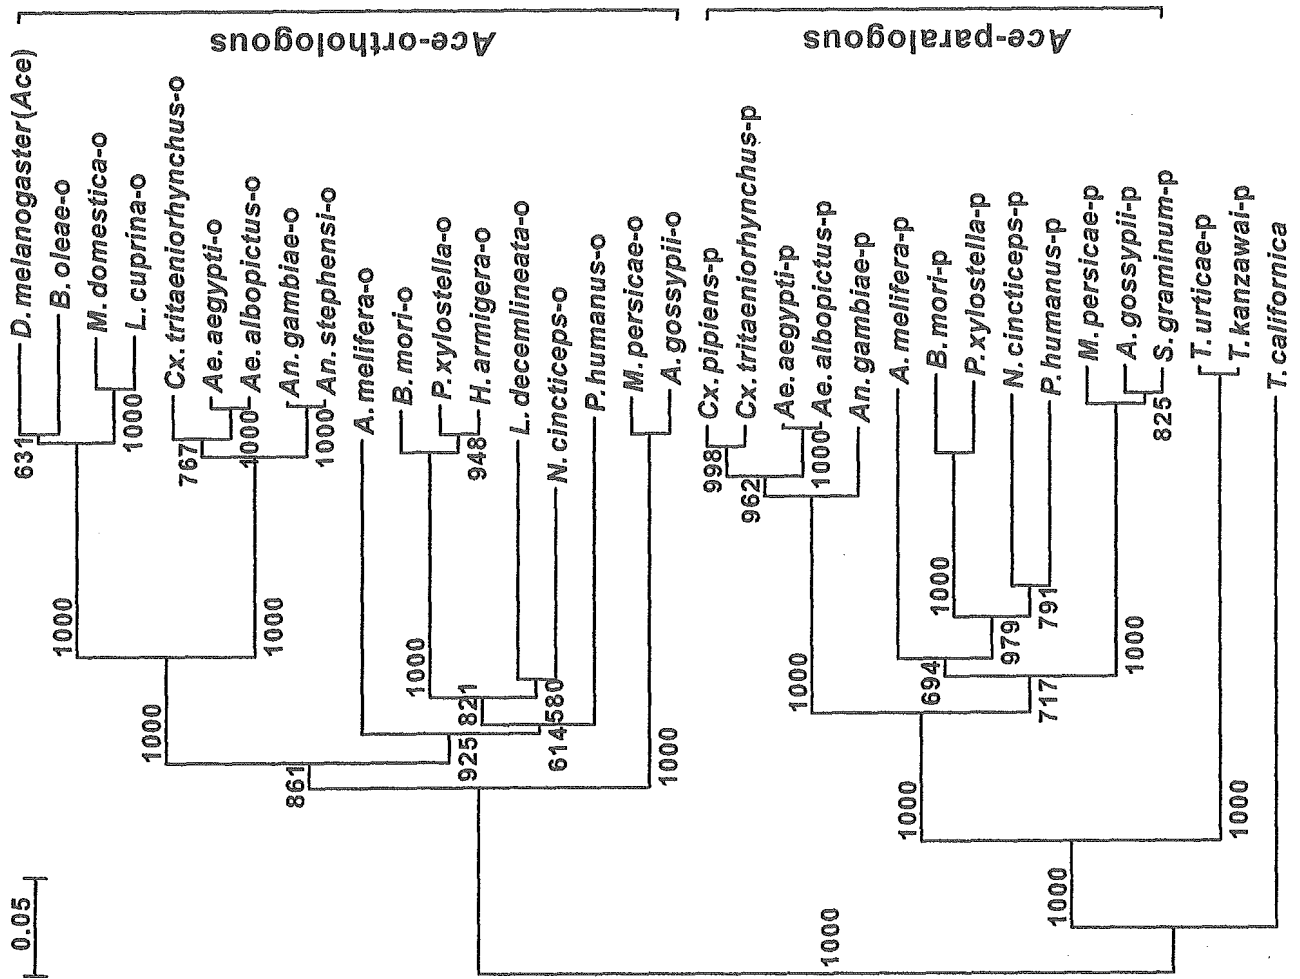 0.05
D. melanogaster(Ace)
B. oleae-o
M. domestica-o
L. cuprina-o
Cx. tritaeniorhynchus-o
Ae. aegypti-o
Ae. albopictus-o
An. gambiae-o
An. stephensi-o
A. melifera-o
B. mori-o
P. xylostella-o
H. armigera-o
L. decemlineata-o
N. cincticeps-o
P. humanus-o
M. persicae-o
A. gossypii-o
Cx. pipiens-p
Cx. tritaeniorhynchus-p
Ae. aegypti-p
Ae. albopictus-p
An. gambiae-p
A. melifera-p
B. mori-p
P. xylostella-p
N. cincticeps-p
P. humanus-p
M. persicae-p
A. gossypii-p
S. graminum-p
T. urticae-p
T. kanzawai-p
T. californica
Ace-orthologous
Ace-paralogous
631
1000
1000
767
1000
1000
1000
1000
861
925
1000
948
821
580
614
1000
1000
998
962
1000
1000
1000
694
979
791
717
1000
825
1000
1000
1000